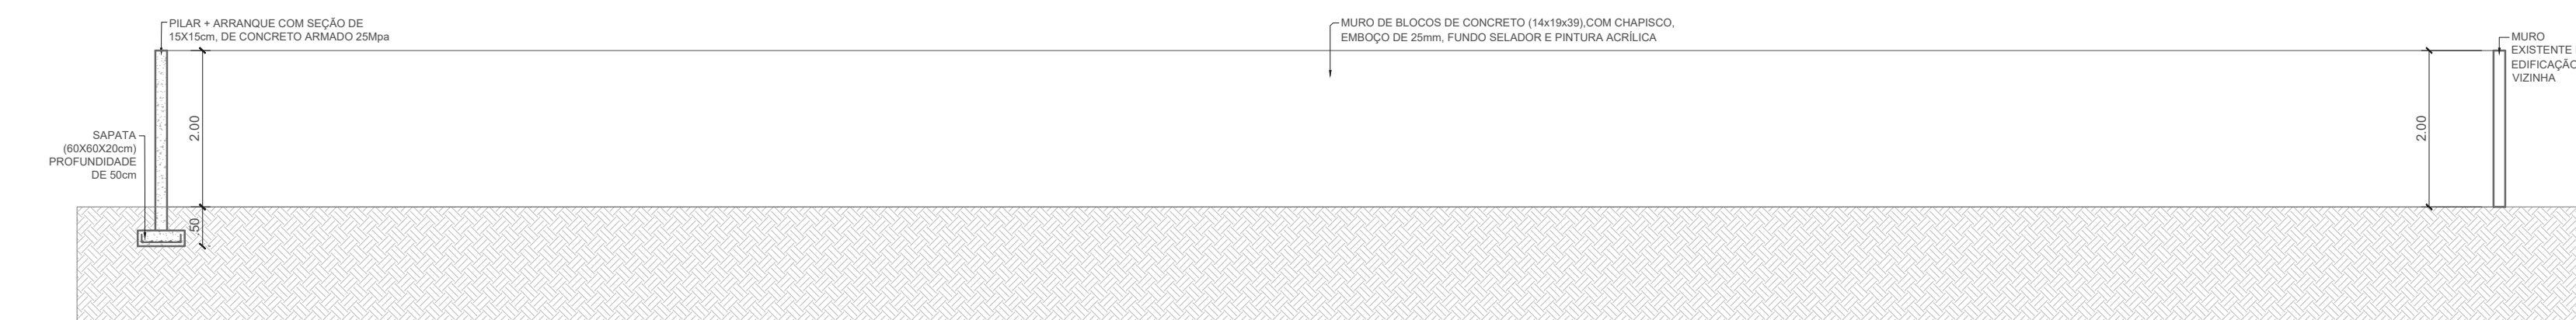 PILAR + ARRANQUE COM SEÇÃO DE
15X15cm, DE CONCRETO ARMADO 25Mpa
MURO DE BLOCOS DE CONCRETO (14x19x39),COM CHAPISCO,
EMBOÇO DE 25mm, FUNDO SELADOR E PINTURA ACRÍLICA
MURO
EXISTENTE
EDIFICAÇÃO
VIZINHA
SAPATA
(60X60X20cm)
PROFUNDIDADE
DE 50cm
2.00
.50
2.00